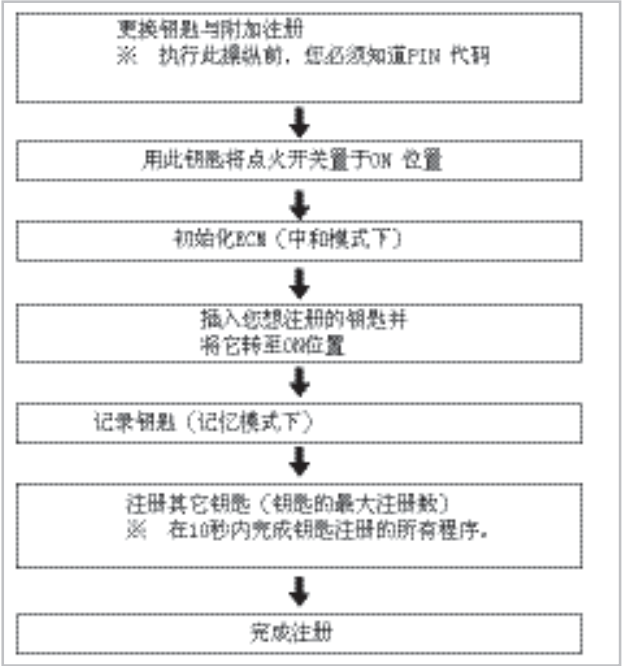 更换钥匙与附加注册
※ 执行此操纵前，您必须知道PIN 代码
用此钥匙将点火开关置于ON 位置
初始化ECM（中和模式下）
插入您想注册的钥匙并
将它转至ON位置
记录钥匙（记忆模式下）
注册其它钥匙（钥匙的最大注册数）
※ 在10秒内完成钥匙注册的所有程序。
完成注册